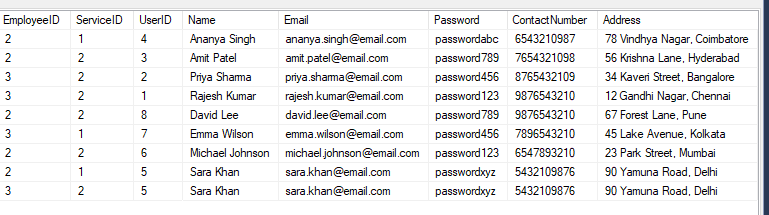 EmployeeID ServiceID UserID Name Email Password ContactNumber Address
2 1 4 Ananya Singh ananya.singh@email.com passwordabc 6543210987 78 Vindhya Nagar, Coimbatore
2 2 3 Amit Patel amit.patel@email.com password789 7654321098 56 Krishna Lane, Hyderabad
3 2 2 Priya Sharma priya.sharma@email.com password456 8765432109 34 Kaveri Street, Bangalore
3 2 1 Rajesh Kumar rajesh.kumar@email.com password123 9876543210 12 Gandhi Nagar, Chennai
2 2 8 David Lee david.lee@email.com password789 9876543210 67 Forest Lane, Pune
3 1 7 Emma Wilson emma.wilson@email.com password456 7896543210 45 Lake Avenue, Kolkata
2 2 6 Michael Johnson michael.johnson@email.com password123 6547893210 23 Park Street, Mumbai
2 1 5 Sara Khan sara.khan@email.com passwordxyz 5432109876 90 Yamuna Road, Delhi
3 2 5 Sara Khan sara.khan@email.com passwordxyz 5432109876 90 Yamuna Road, Delhi